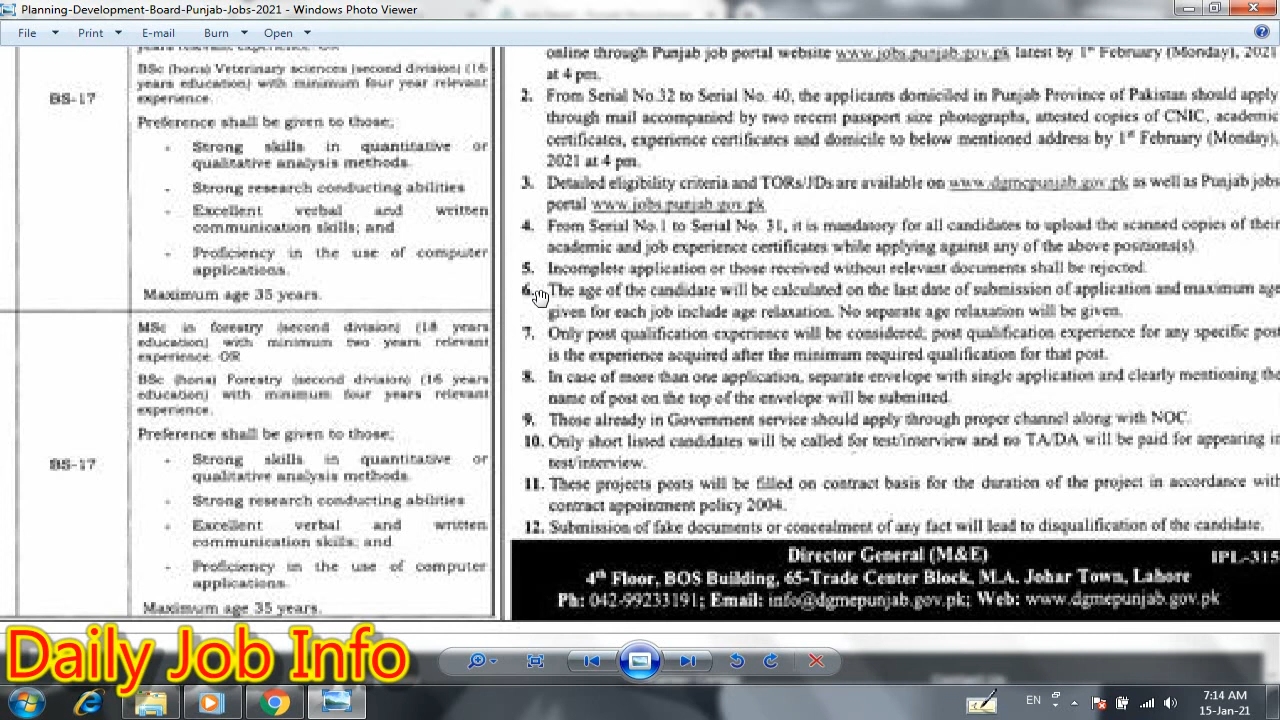 Planning-Development-Board-Punjab-Jobs-2021 - Windows Photo Viewer
File Print E-mail Burn Open
BSc (hons) Veterinary sciences (second division) (16
years education) with minimum four year relevant
experience.
BS-17
Preference shall be given to those;
- Strong skills in quantitative or
qualitative analysis methods.
- Strong research conducting abilities
- Excellent verbal and written
communication skills; and
- Proficiency in the use of computer
applications.
Maximum age 35 years.
MSc in forestry (second division) (18 years
education) with minimum two years relevant
experience. OR
BSc (hons) Forestry (second division) (16 years
education) with minimum four years relevant
experience.
Preference shall be given to those;
BS-17
- Strong skills in quantitative or
qualitative analysis methods.
- Strong research conducting abilities
- Excellent verbal and written
communication skills; and
- Proficiency in the use of computer
applications.
Maximum age 35 years.
online through Punjab job portal website www.jobs.punjab.gov.pk latest by 1st February (Monday), 2021
at 4 pm.
2. From Serial No.32 to Serial No. 40, the applicants domiciled in Punjab Province of Pakistan should apply
through mail accompanied by two recent passport size photographs, attested copies of CNIC, academic
certificates, experience certificates and domicile to below mentioned address by 1st February (Monday),
2021 at 4 pm.
3. Detailed eligibility criteria and TORs/JDs are available on www.dgmepunjab.gov.pk as well as Punjab jobs
portal www.jobs.punjab.gov.pk
4. From Serial No.1 to Serial No. 31, it is mandatory for all candidates to upload the scanned copies of their
academic and job experience certificates while applying against any of the above positions(s).
5. Incomplete application or those received without relevant documents shall be rejected.
6. The age of the candidate will be calculated on the last date of submission of application and maximum age
given for each job include age relaxation. No separate age relaxation will be given.
7. Only post qualification experience will be considered; post qualification experience for any specific post
is the experience acquired after the minimum required qualification for that post.
8. In case of more than one application, separate envelope with single application and clearly mentioning the
name of post on the top of the envelope will be submitted.
9. Those already in Government service should apply through proper channel along with NOC.
10. Only short listed candidates will be called for test/interview and no TA/DA will be paid for appearing in
test/interview.
11. These projects posts will be filled on contract basis for the duration of the project in accordance with
contract appointment policy 2004.
12. Submission of fake documents or concealment of any fact will lead to disqualification of the candidate.
Director General (M&E) IPL-315
4th Floor, BOS Building, 65-Trade Center Block, M.A. Johar Town, Lahore
Ph: 042-99233191; Email: info@dgmepunjab.gov.pk; Web: www.dgmepunjab.gov.pk
Daily Job Info
EN
7:14 AM
15-Jan-21